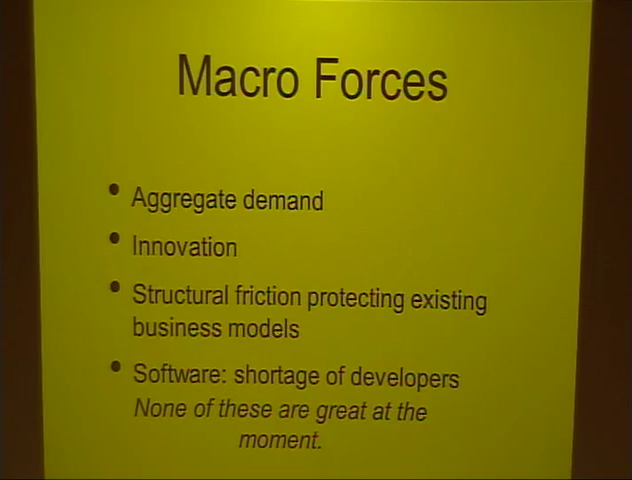 Macro Forces
• Aggregate demand
• Innovation
• Structural friction protecting existing
business models
• Software: shortage of developers
None of these are great at the
moment.